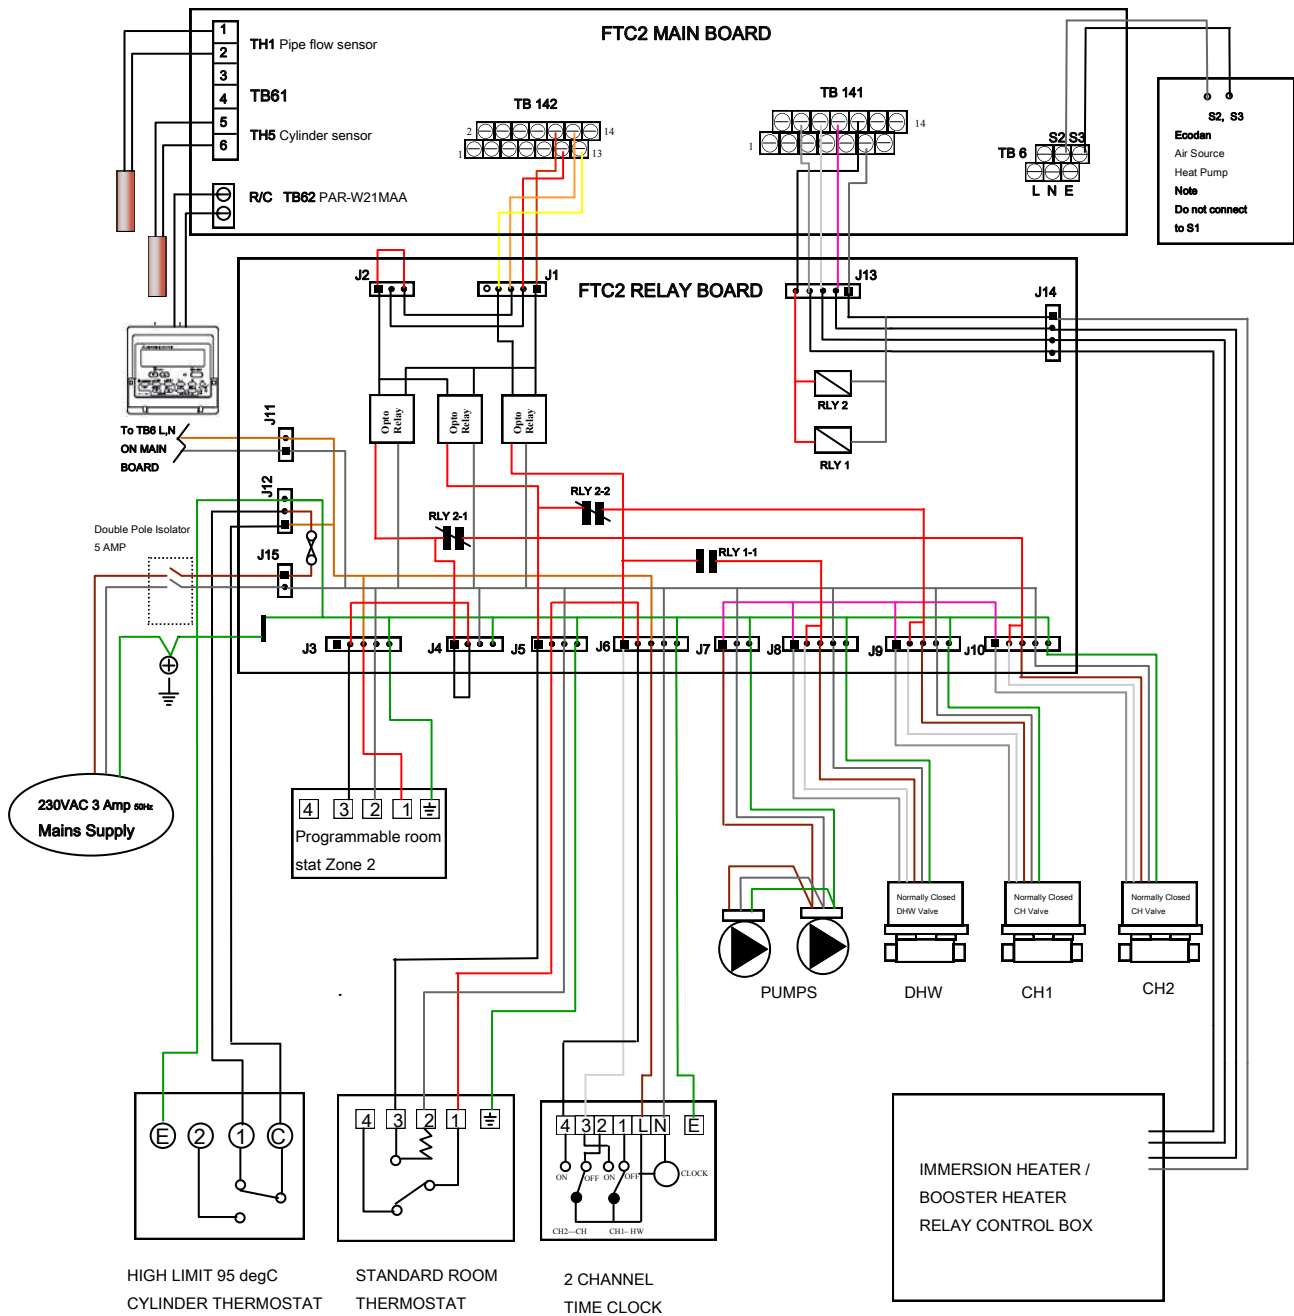 FTC2 MAIN BOARD
1
2
3
4
5
6
TH1 Pipe flow sensor
TB61
TH5 Cylinder sensor
R/C TB62 PAR-W21MAA
TB 142
2
14
1
13
TB 141
14
1
S2 S3
TB 6
L N E
S2, S3
Ecodan
Air Source
Heat Pump
Note
Do not connect
to S1
J2
J1
FTC2 RELAY BOARD
J13
J14
RLY 2
RLY 1
Opto
Relay
Opto
Relay
Opto
Relay
To TB6 L,N
ON MAIN
BOARD
J11
J12
J15
Double Pole Isolator
5 AMP
RLY 2-1
RLY 2-2
RLY 1-1
J3
J4
J5
J6
J7
J8
J9
J10
230VAC 3 Amp 50Hz
Mains Supply
4 3 2 1
Programmable room
stat Zone 2
Normally Closed
DHW Valve
Normally Closed
CH Valve
Normally Closed
CH Valve
PUMPS
DHW
CH1
CH2
E 2 1 C
HIGH LIMIT 95 degC
CYLINDER THERMOSTAT
4 3 2 1
STANDARD ROOM
THERMOSTAT
4 3 2 1 L N E
ON OFF ON OFF CLOCK
CH2—CH CH1– HW
2 CHANNEL
TIME CLOCK
IMMERSION HEATER /
BOOSTER HEATER
RELAY CONTROL BOX